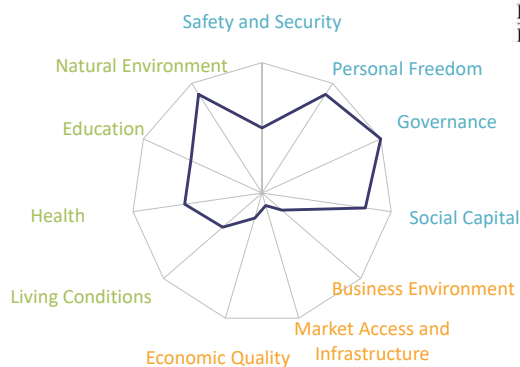 Safety and Security
Natural Environment
Personal Freedom
Education
Governance
Health
Social Capital
Living Conditions
Business Environment
Market Access and
Infrastructure
Economic Quality